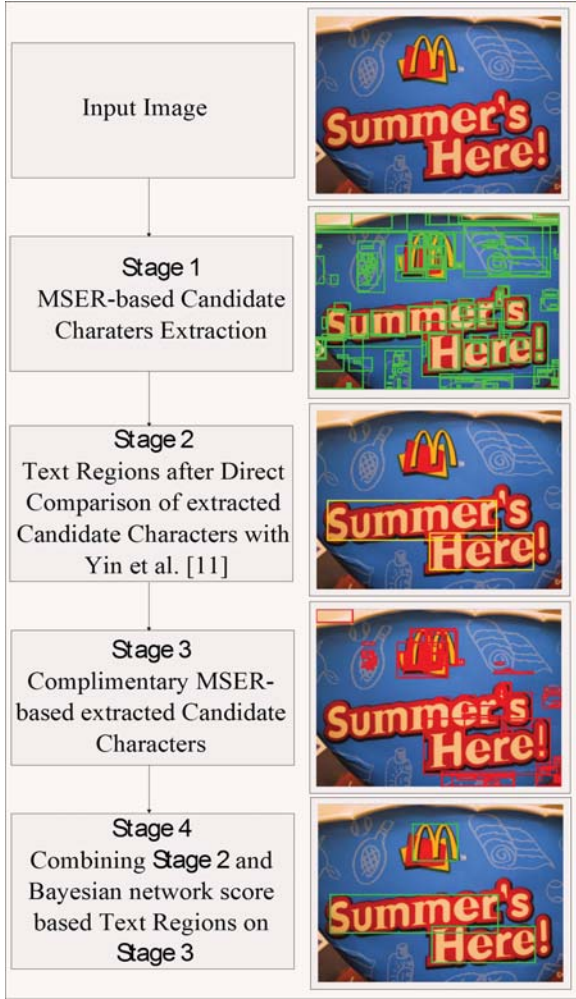 Input Image
Summer's
Here!
Stage 1
MSER-based Candidate
Charaters Extraction
Summer's
Here!
Stage 2
Text Regions after Direct
Comparison of extracted
Candidate Characters with
Yin et al. [11]
Summer's
Here!
Stage 3
Complimentary MSER-
based extracted Candidate
Characters
Summer's
Here!
Stage 4
Combining Stage 2 and
Bayesian network score
based Text Regions on
Stage 3
Summer's
Here!